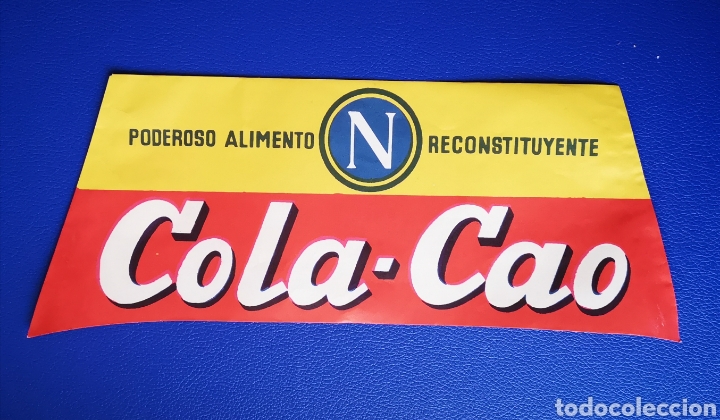 PODEROSO ALIMENTO N RECONSTITUYENTE
Cola-Cao
todocoleccion